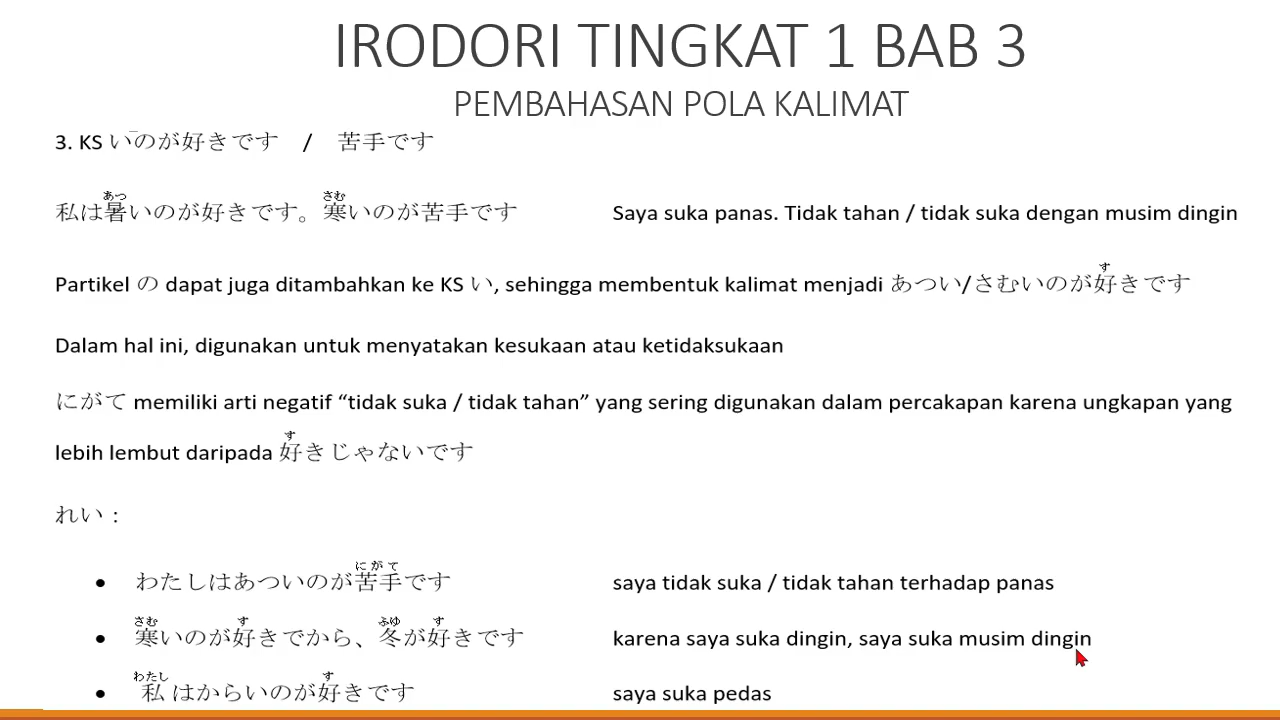 IRODORI TINGKAT 1 BAB 3
PEMBAHASAN POLA KALIMAT
3. KS いのが好きです / 苦手です
あつ さむ
私は暑いのが好きです。寒いのが苦手です Saya suka panas. Tidak tahan / tidak suka dengan musim dingin
す
Partikel の dapat juga ditambahkan ke KS い, sehingga membentuk kalimat menjadi あつい/さむいのが好きです
Dalam hal ini, digunakan untuk menyatakan kesukaan atau ketidaksukaan
にがて memiliki arti negatif “tidak suka / tidak tahan” yang sering digunakan dalam percakapan karena ungkapan yang
す
lebih lembut daripada 好きじゃないです
れい：
にがて
• わたしはあついのが苦手です saya tidak suka / tidak tahan terhadap panas
さむ す ふゆ す
• 寒いのが好きでから、冬が好きです karena saya suka dingin, saya suka musim dingin
わたし す
• 私はからいのが好きです saya suka pedas